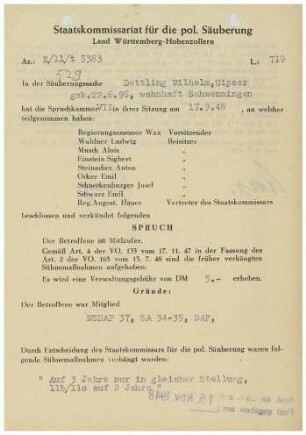 Staatskommissariat für die pol. Säuberung
Land Württemberg-Hohenzollern
Az.: z/11/t 5383
L.: 719
529
In der Säuberungssache Dettling Wilhelm, Gipser
geb.22.6.95, wohnhaft Schwenningen
hat die Spruchkammer VII in ihrer Sitzung am 17.9.48 , an welcher
teilgenommen haben:
Regierungsassessor Wax Vorsitzender
Waldner Ludwig Beisitzer
Munch Alois "
Einstein Sigbert "
Steinacher Anton "
Ocker Emil "
Schneckenburger Josef "
Schwarz Emil "
Reg.Assist. Hauer Vertreter des Staatskommissars
beschlossen und verkündet folgenden
SPRUCH
Der Betroffene ist Mitläufer.
Gemäß Art. 4 der VO. 133 vom 17. 11. 47 in der Fassung des
Art. 2 der VO. 165 vom 13. 7. 48 sind die früher verhängten
Sühnemaßnahmen aufgehoben.
Es wird eine Verwaltungsgebühr von DM 5.- erhoben.
Gründe:
Der Betroffene war Mitglied
NSDAP 37, SA 34-35, DAF,
Durch Entscheidung des Staatskommissars für die pol. Säuberung waren fol-
gende Sühnemaßnahmen verhängt worden:
" Auf 3 Jahre nur in gleicher Stellung,
11b/11c auf 2 Jahre."